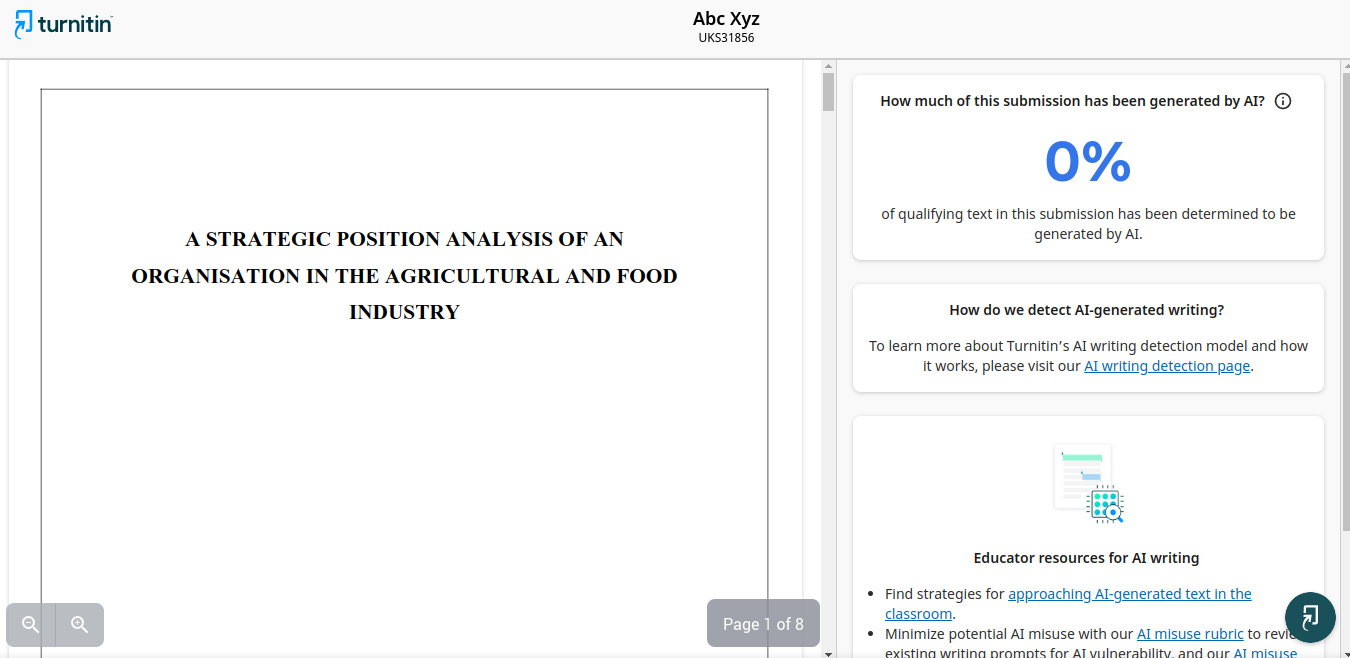 turnitin
Abc Xyz
UKS31856
A STRATEGIC POSITION ANALYSIS OF AN
ORGANISATION IN THE AGRICULTURAL AND FOOD
INDUSTRY
Page 1 of 8
How much of this submission has been generated by AI?
0%
of qualifying text in this submission has been determined to be
generated by AI.
How do we detect AI-generated writing?
To learn more about Turnitin's AI writing detection model and how
it works, please visit our AI writing detection page.
Educator resources for AI writing
• Find strategies for approaching AI-generated text in the
classroom.
• Minimize potential AI misuse with our AI misuse rubric to
existing writing prompts for AI vulnerability, and our AI misuse